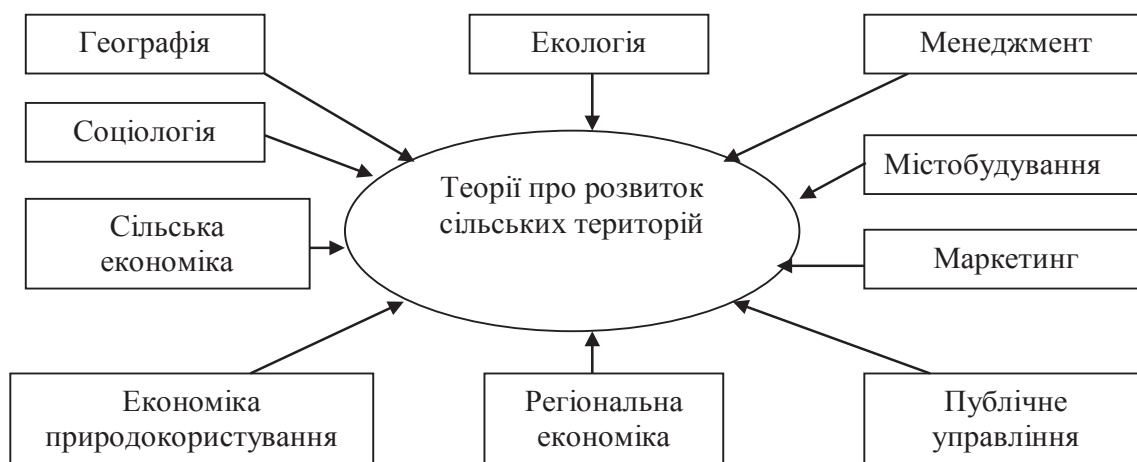 Географія
Екологія
Менеджмент
Соціологія
Містобудування
Теорії про розвиток
сільських територій
Сільська
економіка
Маркетинг
Економіка
природокористування
Регіональна
економіка
Публічне
управління